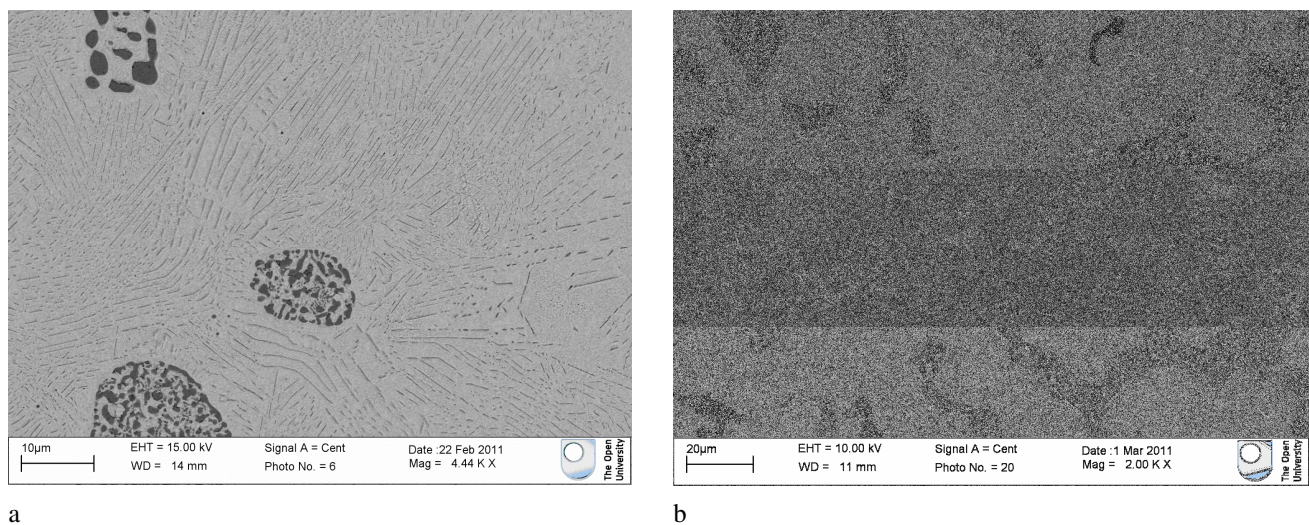 10µm
EHT = 15.00 kV
Signal A = Cent
Date :22 Feb 2011
WD = 14 mm
Photo No. = 6
Mag = 4.44 K X
The Open
University
20µm
EHT = 10.00 kV
Signal A = Cent
Date :1 Mar 2011
WD = 11 mm
Photo No. = 20
Mag = 2.00 K X
The Open
University
a
b